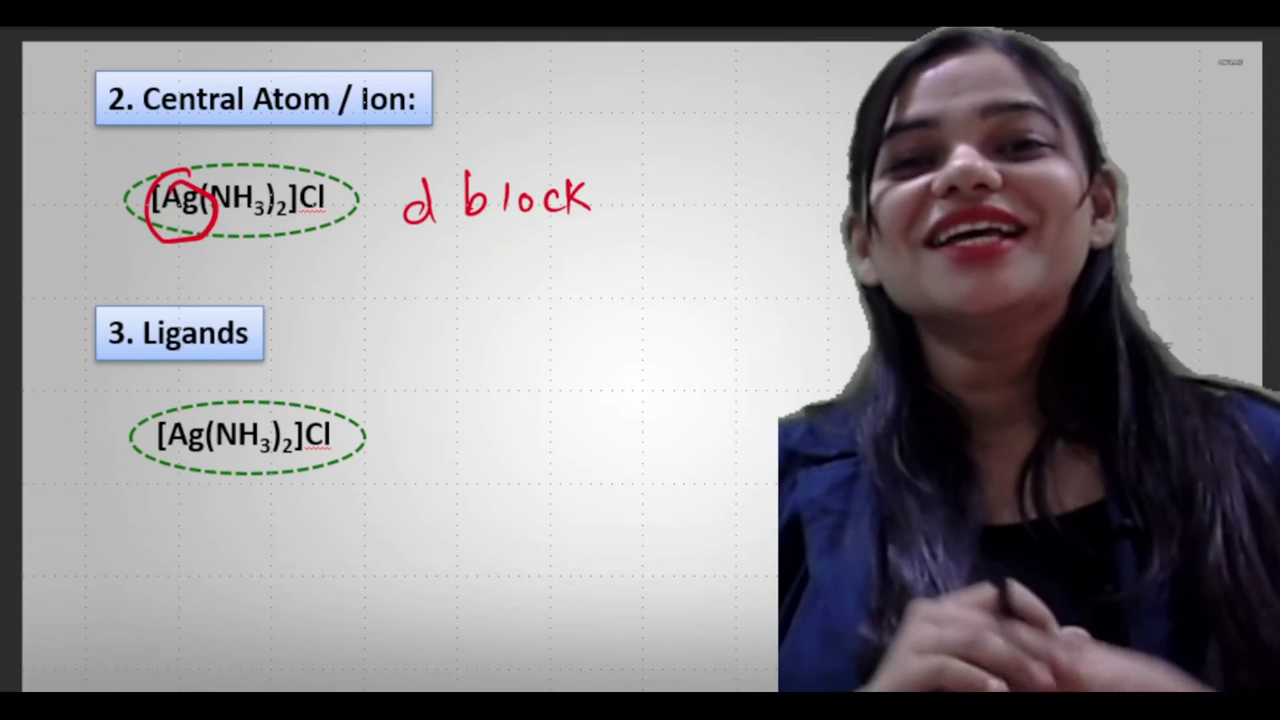 2. Central Atom / Ion:
[Ag(NH₃)₂]Cl d block
3. Ligands
[Ag(NH₃)₂]Cl